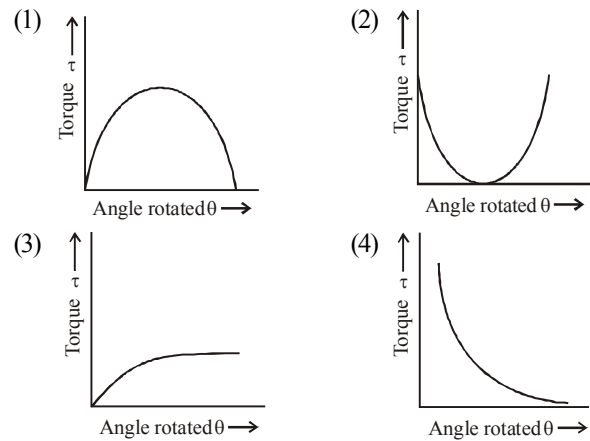 (1)
Torque τ
Angle rotated θ
(2)
Torque τ
Angle rotated θ
(3)
Torque τ
Angle rotated θ
(4)
Torque τ
Angle rotated θ